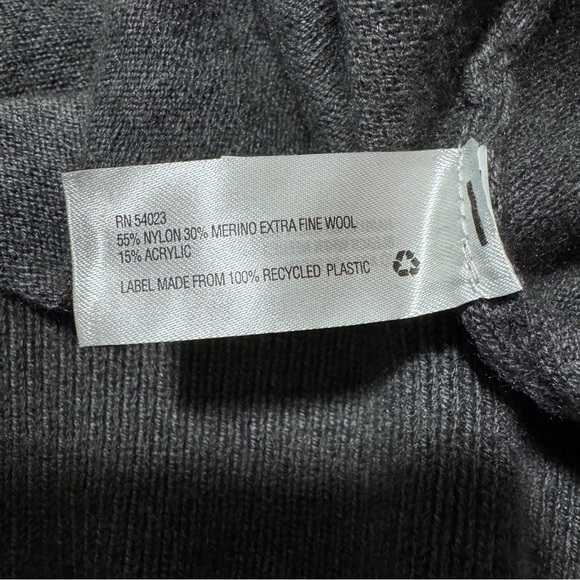 RN 54023
55% NYLON 30% MERINO EXTRA FINE WOOL
15% ACRYLIC
LABEL MADE FROM 100% RECYCLED PLASTIC